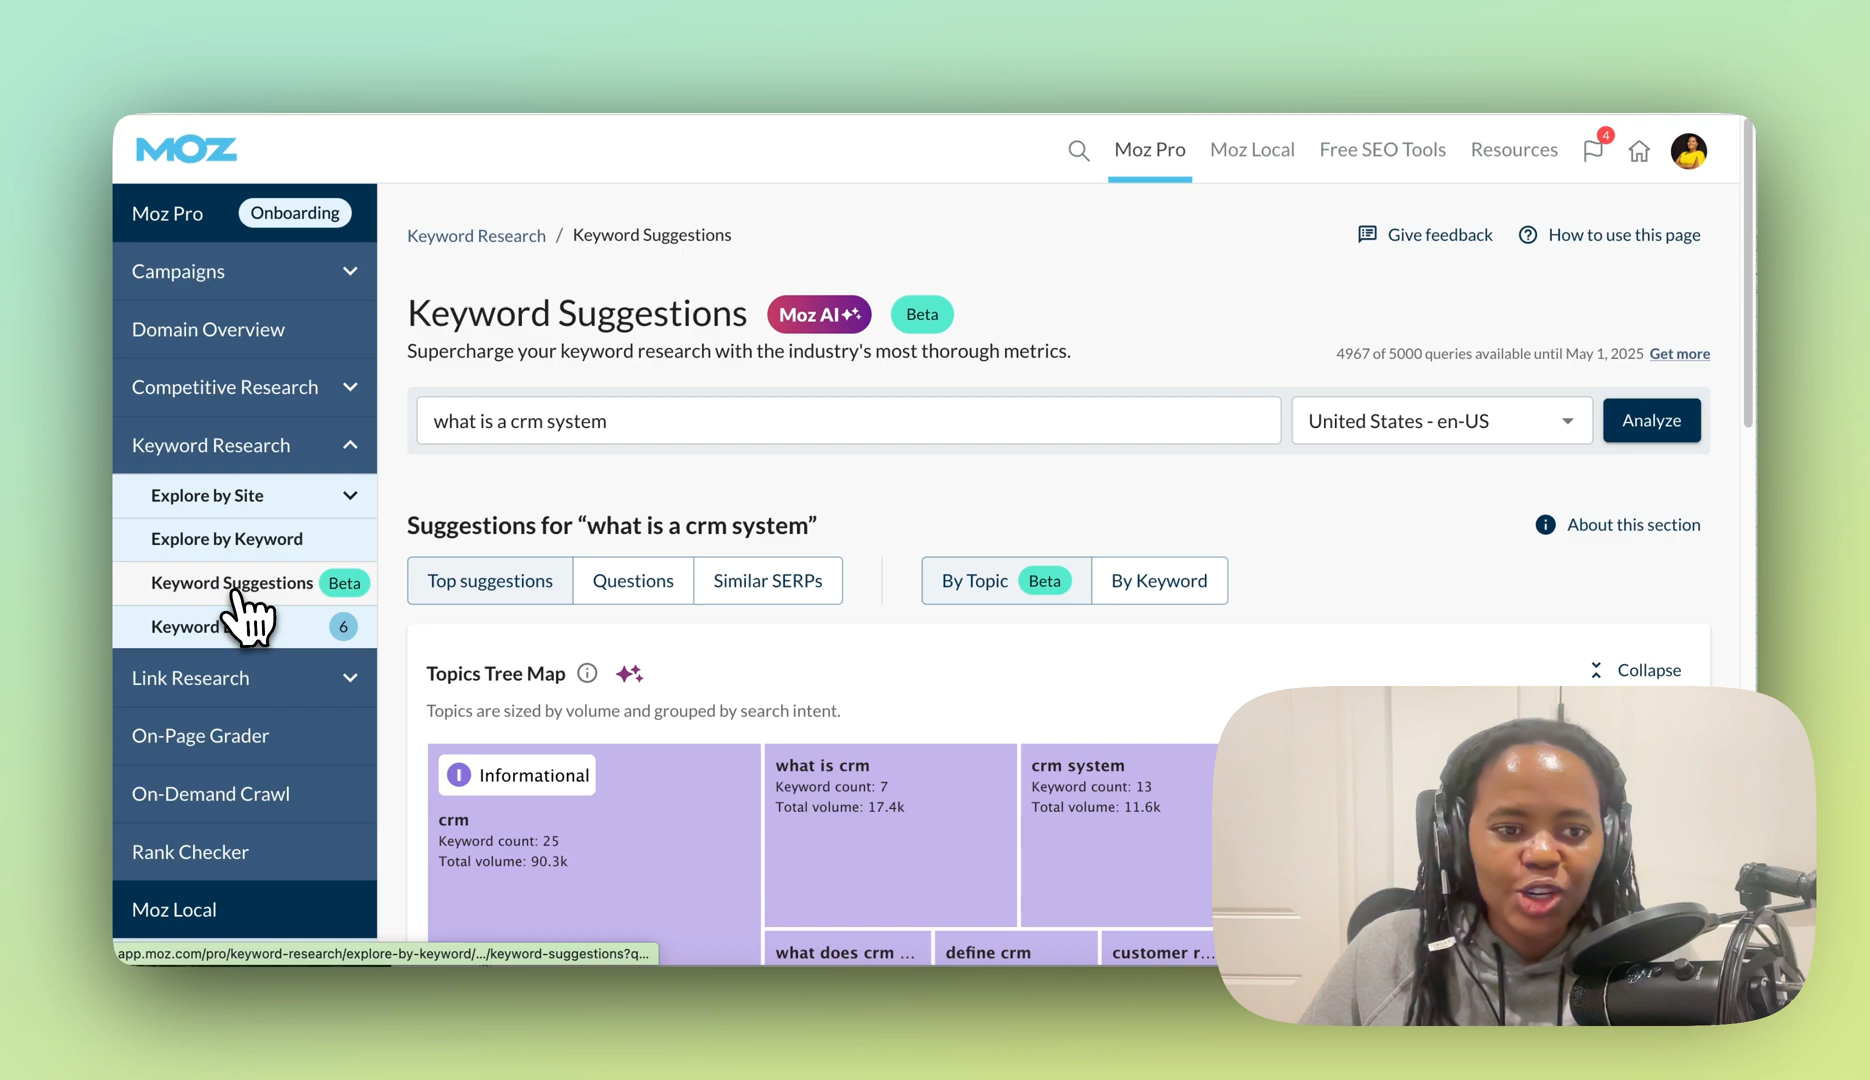 MOZ
Moz Pro
Moz Local
Free SEO Tools
Resources
4
Moz Pro
Onboarding
Campaigns
Domain Overview
Competitive Research
Keyword Research
Explore by Site
Explore by Keyword
Keyword Suggestions
Beta
Keyword
6
Link Research
On-Page Grader
On-Demand Crawl
Rank Checker
Moz Local
app.moz.com/pro/keyword-research/explore-by-keyword/.../keyword-suggestions?q...
Keyword Research / Keyword Suggestions
Give feedback
How to use this page
Keyword Suggestions
Moz AI
Beta
Supercharge your keyword research with the industry's most thorough metrics.
4967 of 5000 queries available until May 1, 2025 Get more
what is a crm system
United States - en-US
Analyze
Suggestions for “what is a crm system”
About this section
Top suggestions
Questions
Similar SERPs
By Topic
Beta
By Keyword
Topics Tree Map
Collapse
Topics are sized by volume and grouped by search intent.
I
Informational
crm
Keyword count: 25
Total volume: 90.3k
what is crm
Keyword count: 7
Total volume: 17.4k
crm system
Keyword count: 13
Total volume: 11.6k
what does crm ...
define crm
customer r...